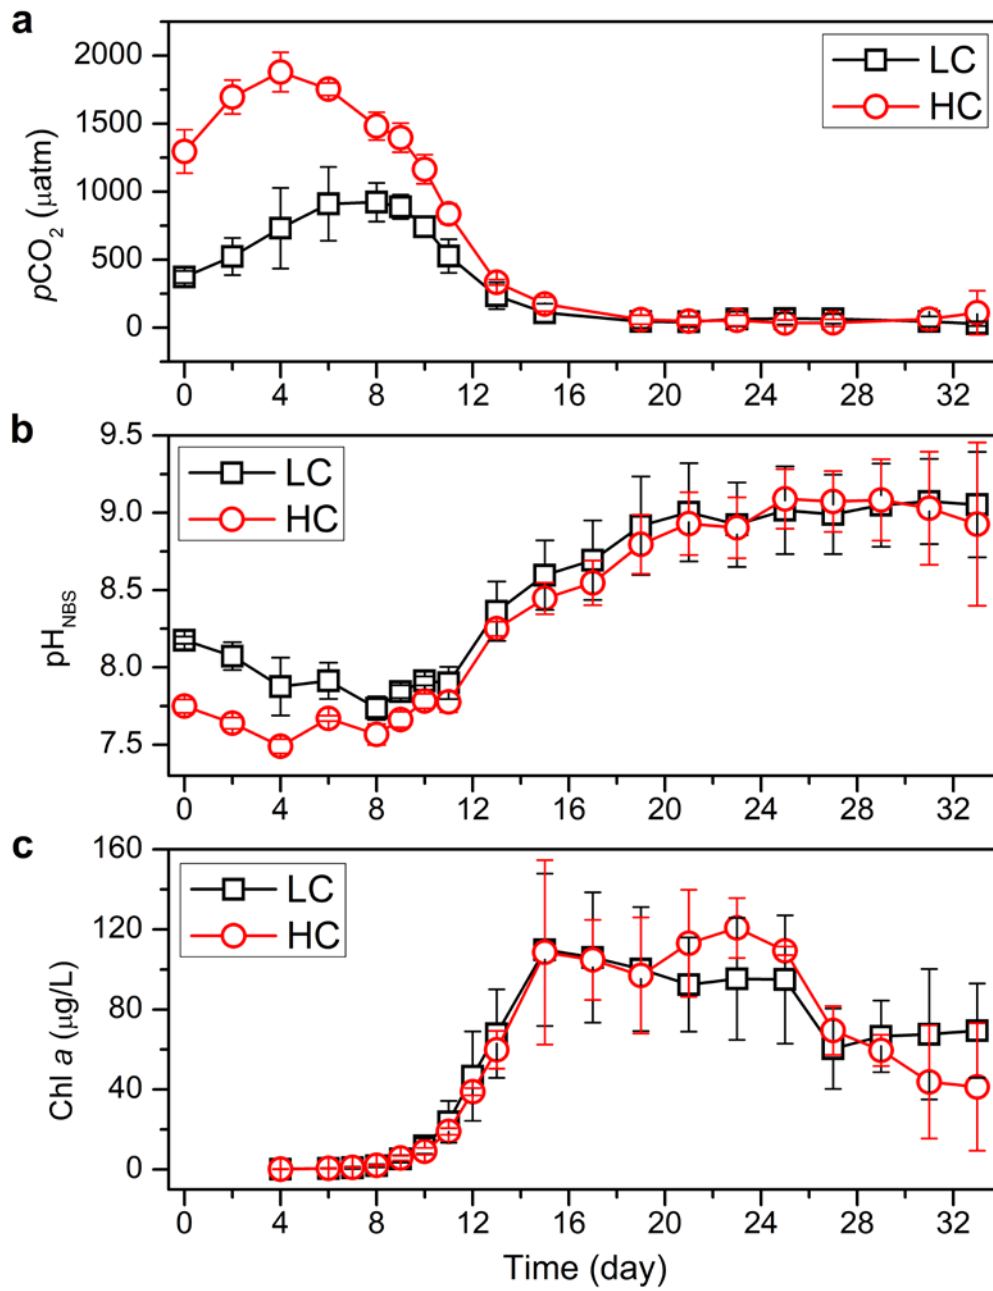 a
pCO2 (µatm)
2000
1500
1000
500
0
LC
HC
0 4 8 12 16 20 24 28 32
b
pHNBS
9.5
9.0
8.5
8.0
7.5
LC
HC
0 4 8 12 16 20 24 28 32
c
Chl a (µg/L)
160
120
80
40
0
LC
HC
0 4 8 12 16 20 24 28 32
Time (day)